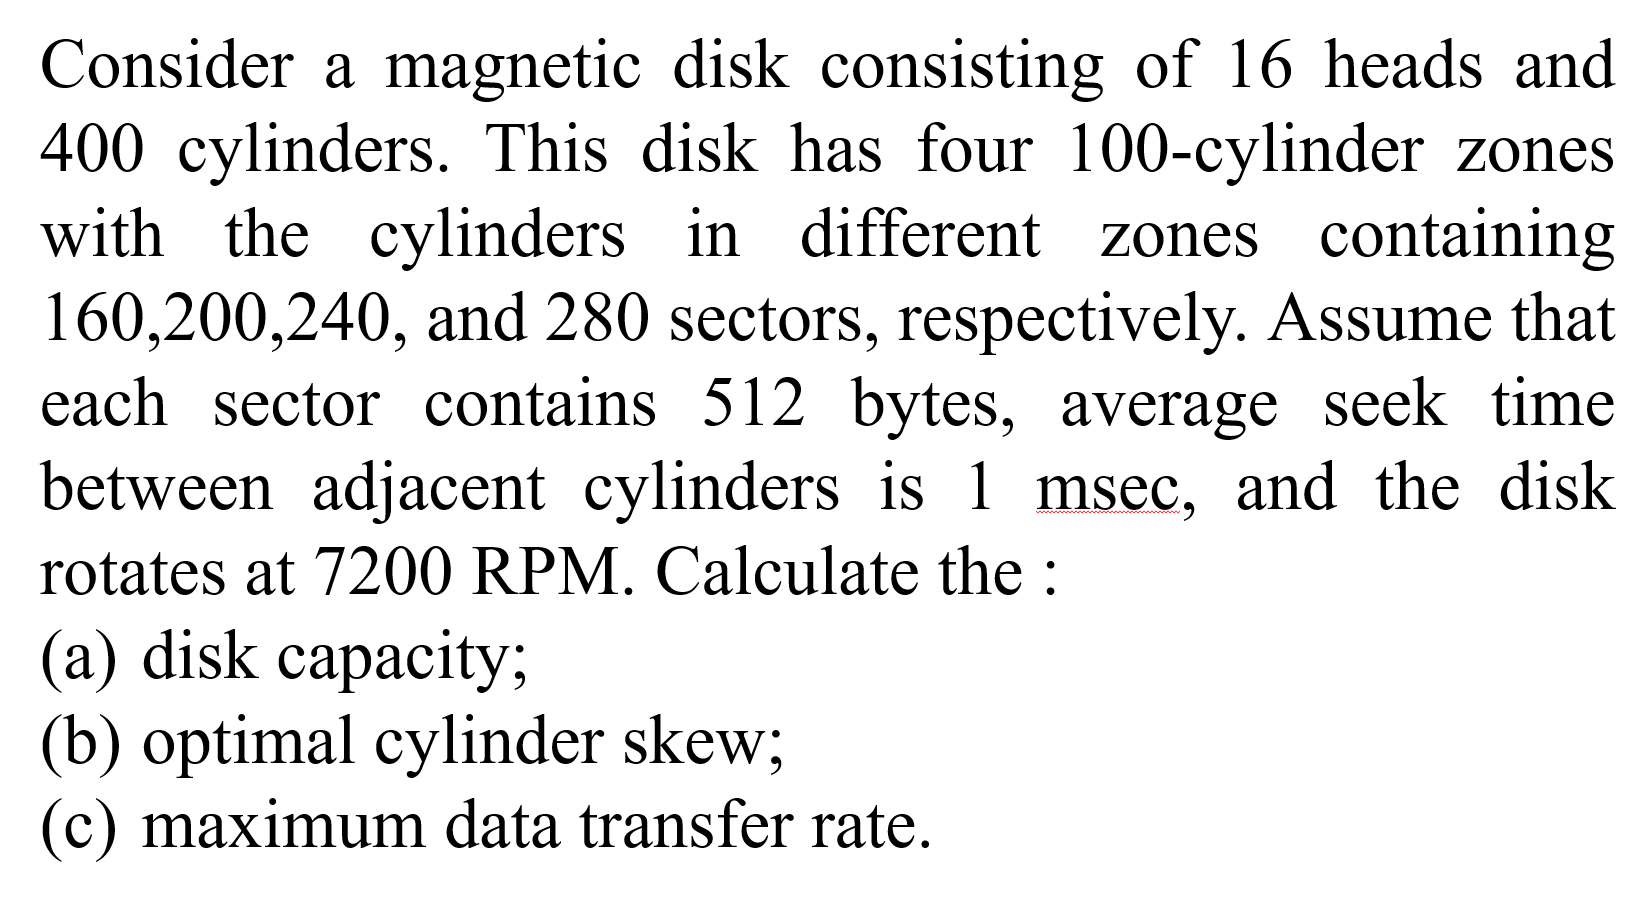 Consider a magnetic disk consisting of 16 heads and
400 cylinders. This disk has four 100-cylinder zones
with the cylinders in different zones containing
160,200,240, and 280 sectors, respectively. Assume that
each sector contains 512 bytes, average seek time
between adjacent cylinders is 1 msec, and the disk
rotates at 7200 RPM. Calculate the :
(a) disk capacity;
(b) optimal cylinder skew;
(c) maximum data transfer rate.